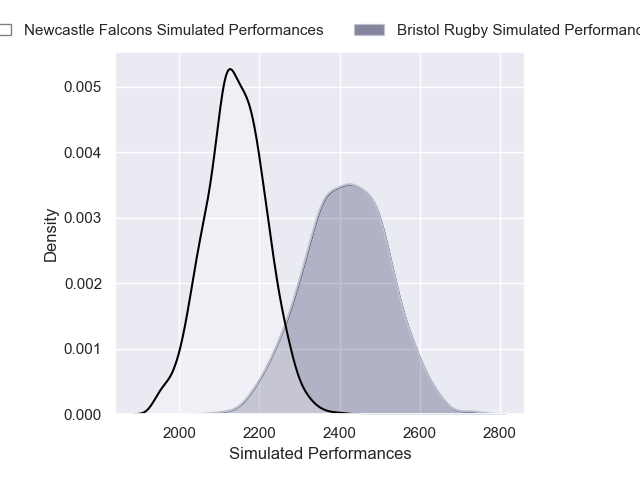 Newcastle Falcons Simulated Performances
Bristol Rugby Simulated
0.005
0.004
0.003
0.002
0.001
0.000
Density
2000 2200 2400 2600 2800
Simulated Performances